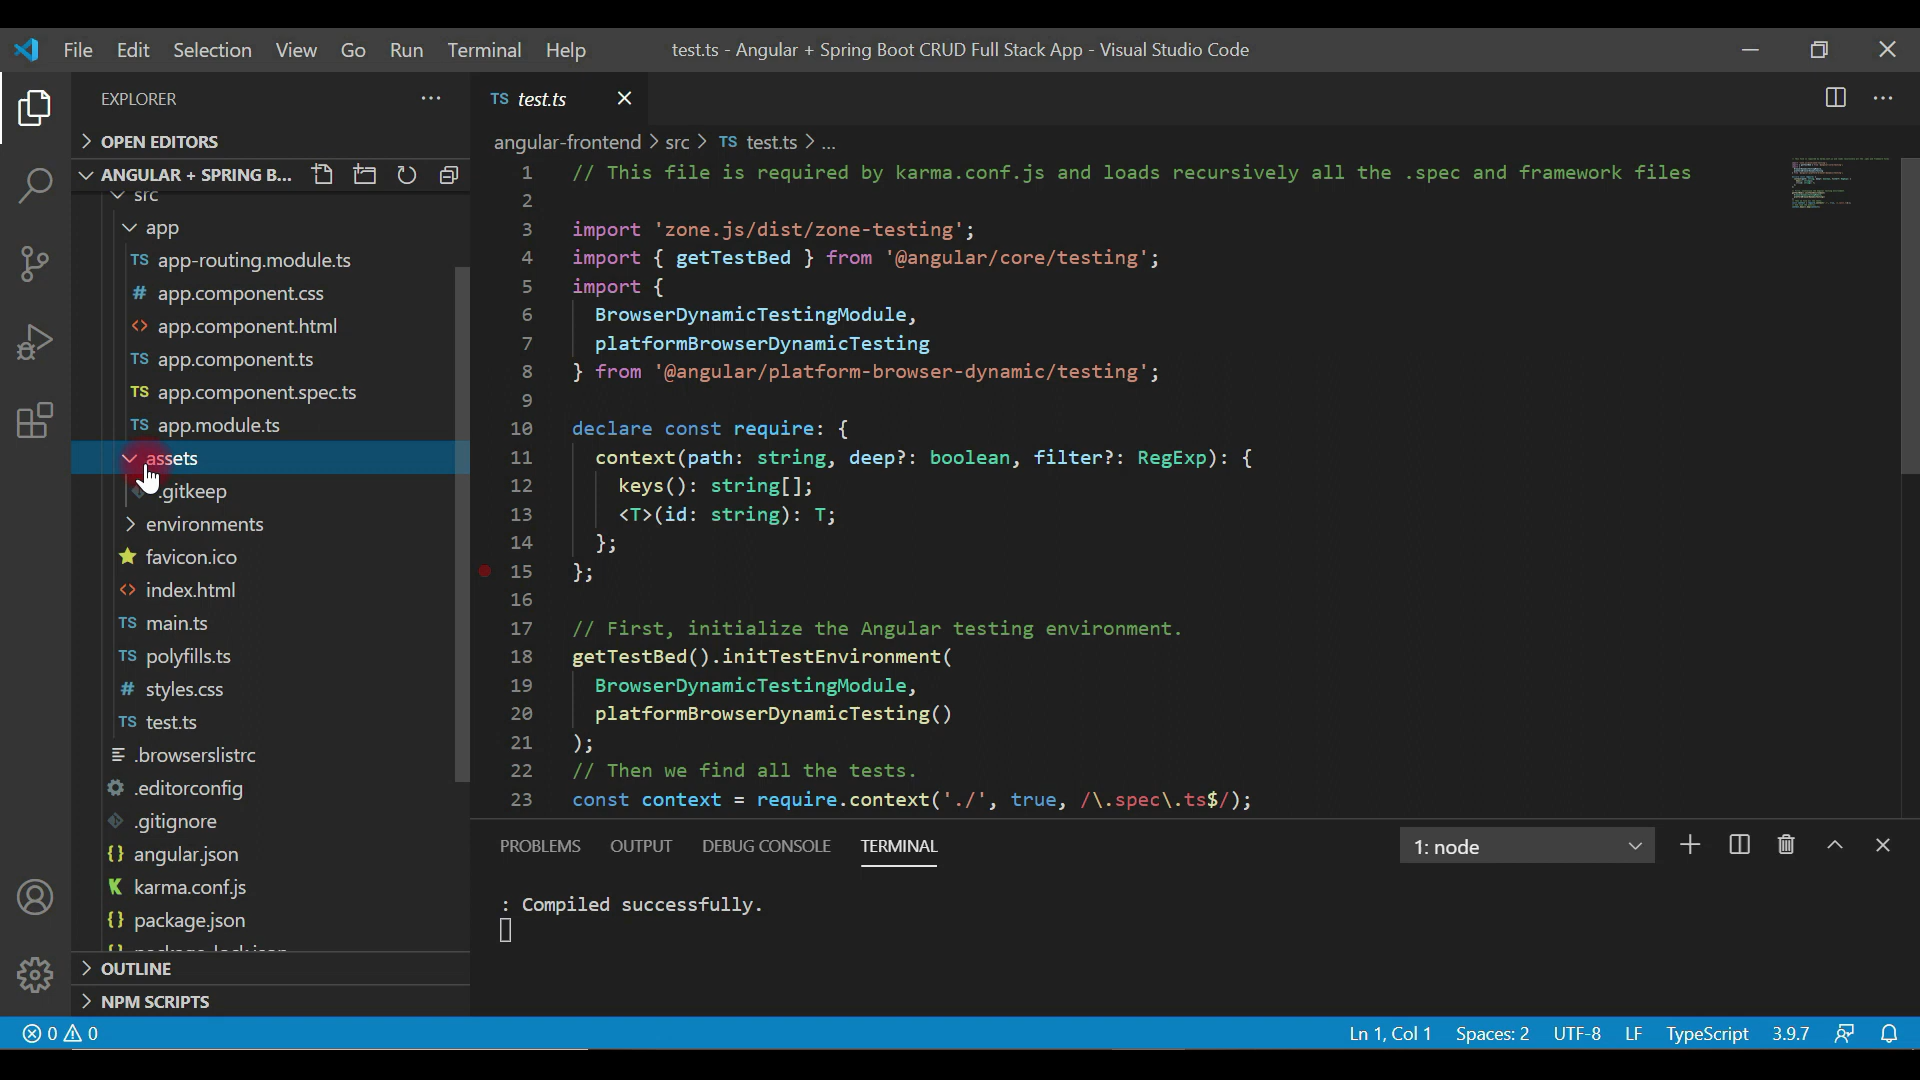 File Edit Selection View Go Run Terminal Help
test.ts - Angular + Spring Boot CRUD Full Stack App - Visual Studio Code
EXPLORER
OPEN EDITORS
ANGULAR + SPRING B...
src
app
TS app-routing.module.ts
# app.component.css
<> app.component.html
TS app.component.ts
TS app.component.spec.ts
TS app.module.ts
assets
.gitkeep
environments
favicon.ico
<> index.html
TS main.ts
TS polyfills.ts
# styles.css
TS test.ts
.browserslistrc
.editorconfig
.gitignore
{} angular.json
K karma.conf.js
{} package.json
OUTLINE
NPM SCRIPTS
TS test.ts
angular-frontend > src > TS test.ts > ...
1 // This file is required by karma.conf.js and loads recursively all the .spec and framework files
2
3 import 'zone.js/dist/zone-testing';
4 import { getTestBed } from '@angular/core/testing';
5 import {
6 BrowserDynamicTestingModule,
7 platformBrowserDynamicTesting
8 } from '@angular/platform-browser-dynamic/testing';
9
10 declare const require: {
11 context(path: string, deep?: boolean, filter?: RegExp): {
12 keys(): string[];
13 <T>(id: string): T;
14 };
15 };
16
17 // First, initialize the Angular testing environment.
18 getTestBed().initTestEnvironment(
19 BrowserDynamicTestingModule,
20 platformBrowserDynamicTesting()
21 );
22 // Then we find all the tests.
23 const context = require.context('./', true, /\.spec\.ts$/);
PROBLEMS OUTPUT DEBUG CONSOLE TERMINAL
1: node
: Compiled successfully.
0 0
Ln 1, Col 1 Spaces: 2 UTF-8 LF TypeScript 3.9.7